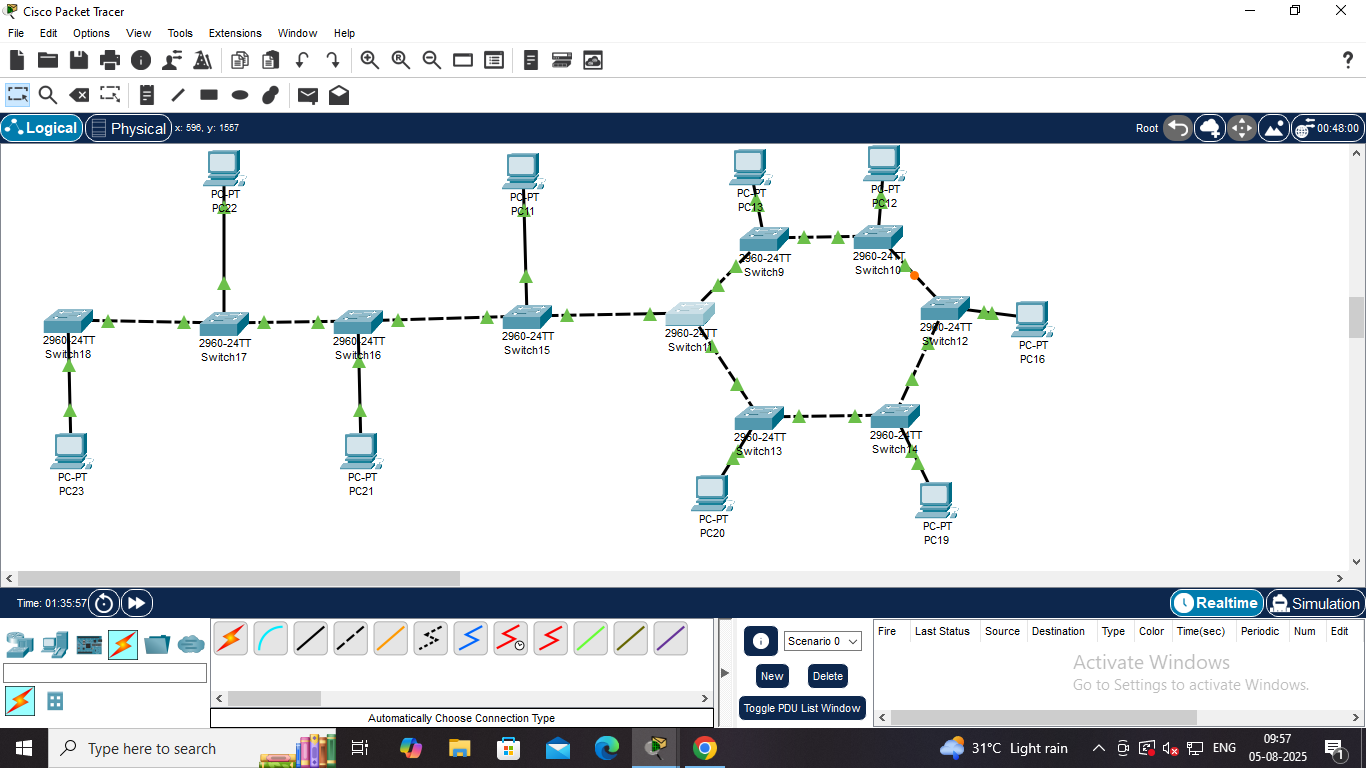 Cisco Packet Tracer
File Edit Options View Tools Extensions Window Help
Logical Physical x: 596, y: 1557 Root 00:48:00
PC-PT
PC22
PC-PT
PC11
PC-PT
PC13
PC-PT
PC12
2960-24TT
Switch9
2960-24TT
Switch10
2960-24TT
Switch18
2960-24TT
Switch17
2960-24TT
Switch16
2960-24TT
Switch15
2960-24TT
Switch11
2960-24TT
Switch12
PC-PT
PC16
2960-24TT
Switch13
2960-24TT
Switch14
PC-PT
PC23
PC-PT
PC21
PC-PT
PC20
PC-PT
PC19
Time: 01:35:57 Realtime Simulation
Scenario 0
New Delete
Toggle PDU List Window
Fire Last Status Source Destination Type Color Time(sec) Periodic Num Edit
Activate Windows
Go to Settings to activate Windows.
Automatically Choose Connection Type
Type here to search
31°C Light rain
ENG
09:57
05-08-2025
1